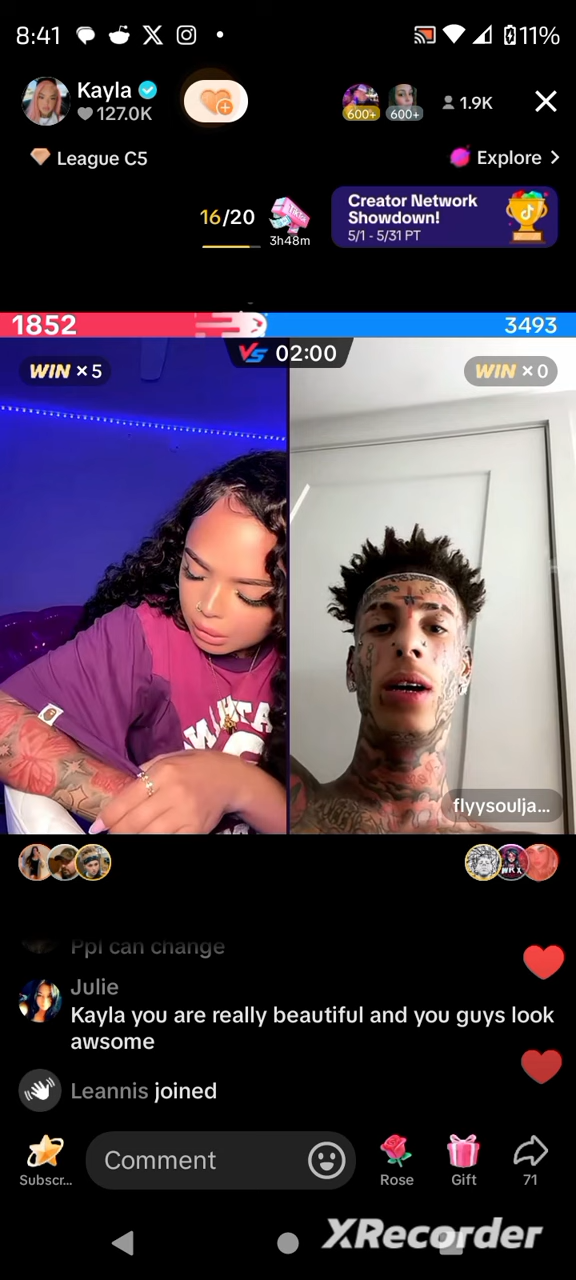 8:41
11%
Kayla
127.0K
600+
600+
1.9K
League C5
Explore
16/20
3h48m
Creator Network
Showdown!
5/1 - 5/31 PT
1852
3493
VS 02:00
WIN × 5
WIN × 0
flyysoulja...
Ppl can change
Julie
Kayla you are really beautiful and you guys look
awsome
Leannis joined
Comment
Subscr...
Rose
Gift
71
XRecorder